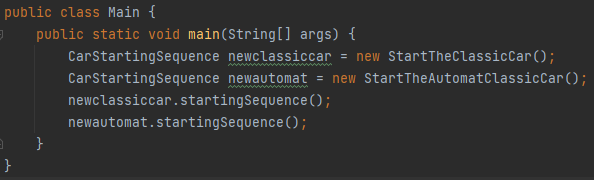 public class Main {
    public static void main(String[] args) {
        CarStartingSequence newclassiccar = new StartTheClassicCar();
        CarStartingSequence newautomat = new StartTheAutomatClassicCar();
        newclassiccar.startingSequence();
        newautomat.startingSequence();
    }
}